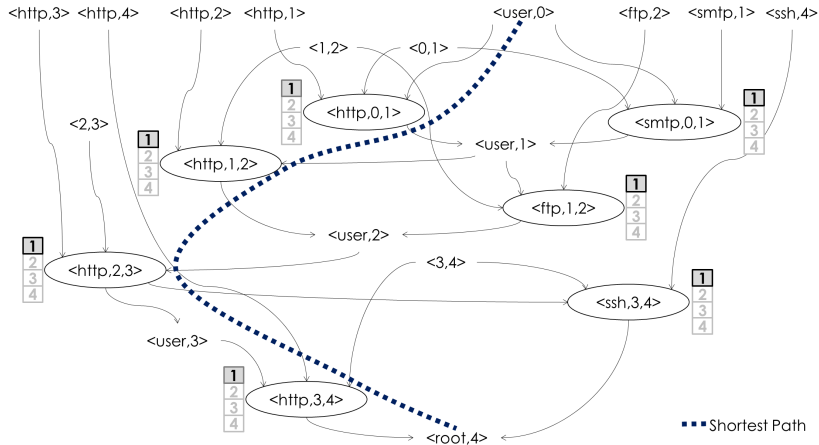 <http,3> <http,4> <http,2> <http,1> <user,0> <ftp,2> <smtp,1> <ssh,4>
<1,2> <0,1>
1
2
3
4
<http,0,1>
1
2
3
4
<smtp,0,1>
<2,3>
1
2
3
4
<http,1,2>
<user,1>
1
2
3
4
<ftp,1,2>
<user,2>
1
2
3
4
<http,2,3>
<3,4>
1
2
3
4
<ssh,3,4>
<user,3>
1
2
3
4
<http,3,4>
<root,4>
Shortest Path